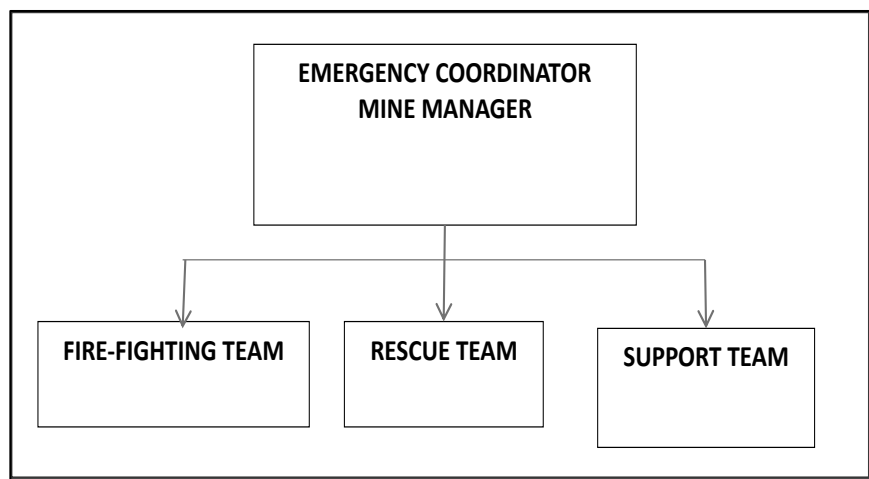 EMERGENCY COORDINATOR
MINE MANAGER
FIRE-FIGHTING TEAM
RESCUE TEAM
SUPPORT TEAM